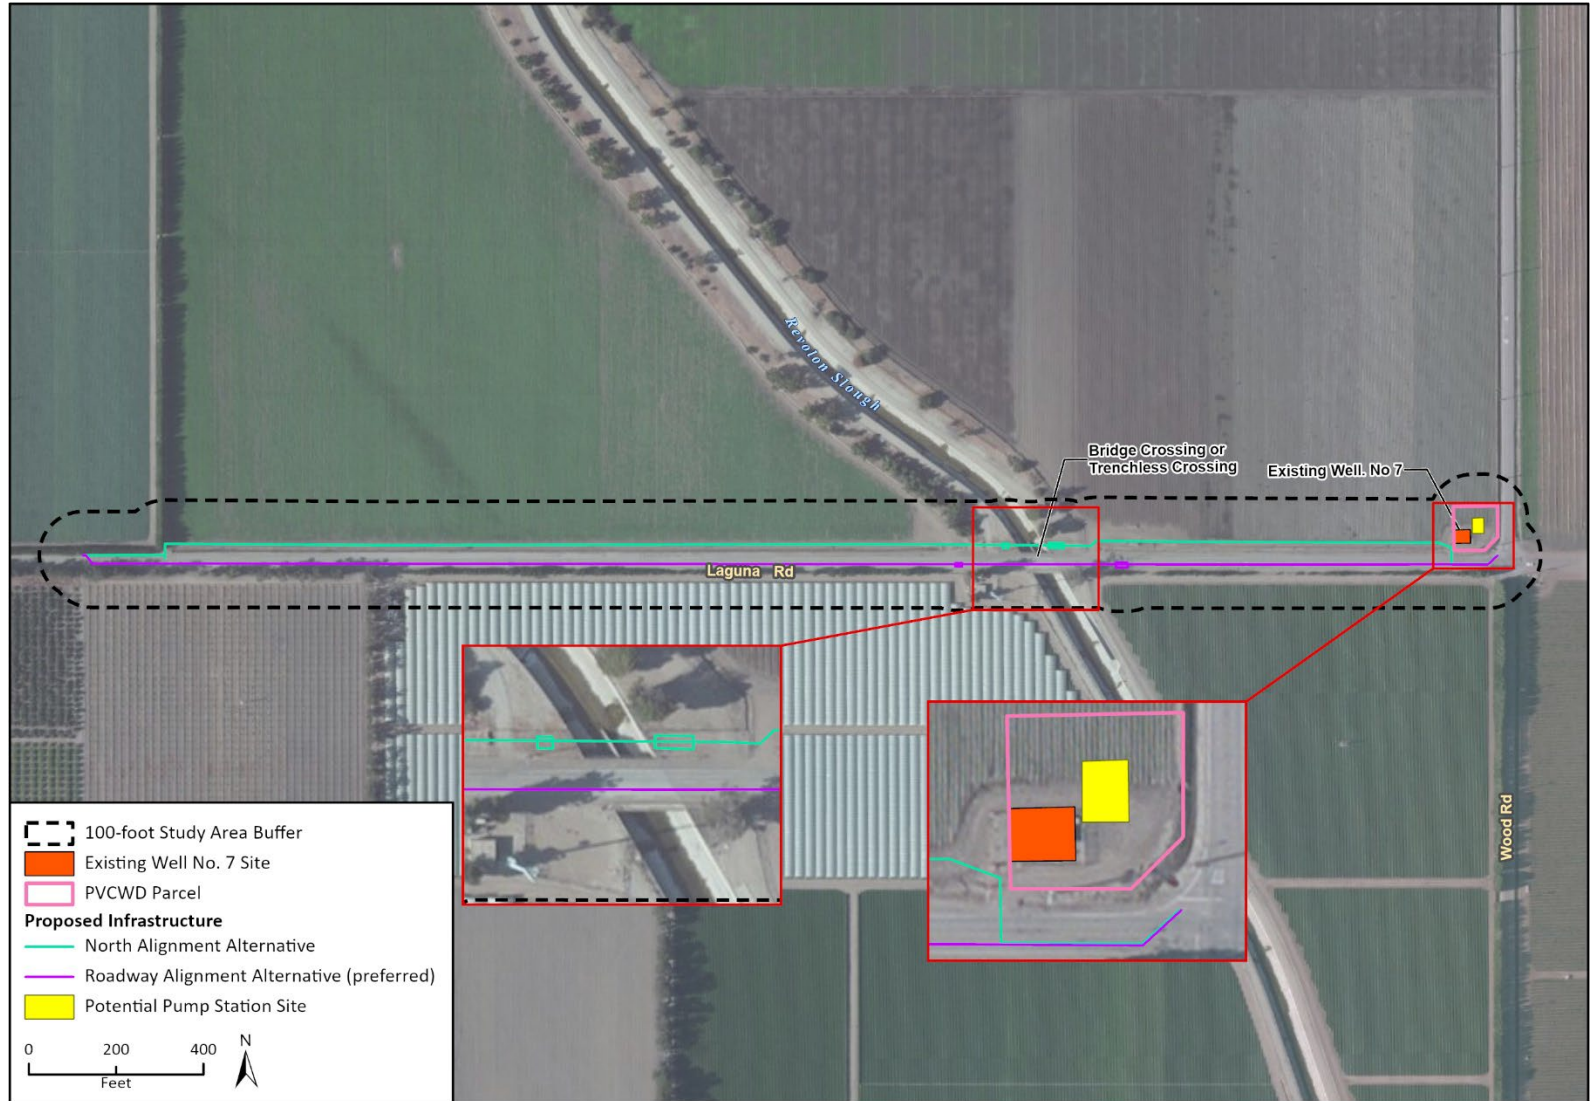 Revolon Slough
Bridge Crossing or
Trenchless Crossing
Existing Well. No 7
Laguna Rd
Wood Rd
100-foot Study Area Buffer
Existing Well No. 7 Site
PVCWD Parcel
Proposed Infrastructure
North Alignment Alternative
Roadway Alignment Alternative (preferred)
Potential Pump Station Site
0 200 400
Feet
N